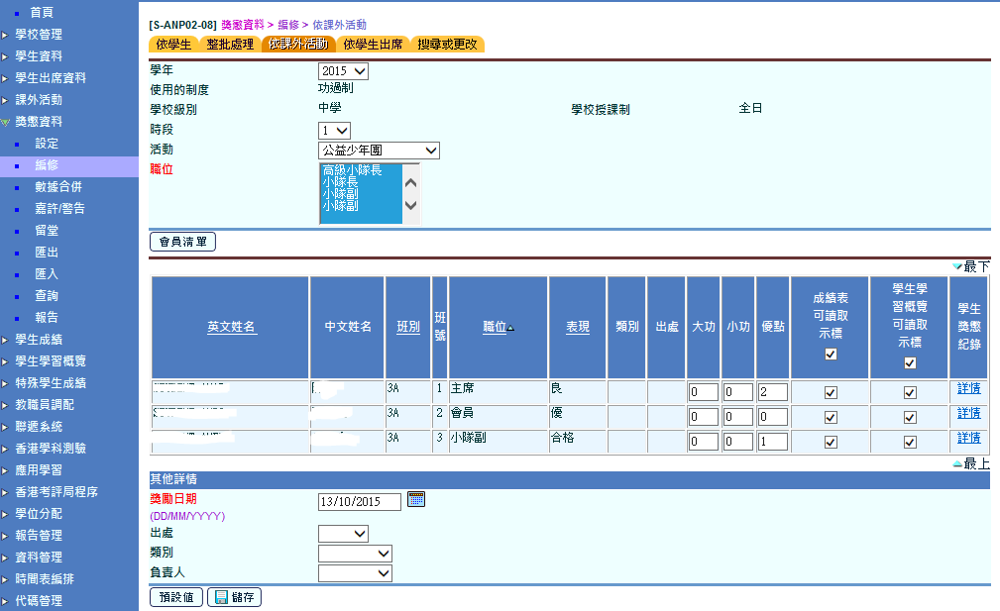 首頁
學校管理
學生資料
學生出席資料
課外活動
獎懲資料
設定
編修
數據合併
嘉許/警告
留堂
匯出
匯入
查詢
報告
學生成績
學生學習概覽
特殊學生成績
教職員調配
聯遞系統
香港學科測驗
應用學習
香港考評局程序
學位分配
報告管理
資料管理
時間表編排
代碼管理
[S-ANP02-08] 獎懲資料 > 編修 > 依課外活動
依學生 整批處理 依課外活動 依學生出席 搜尋或更改
學年 2015
使用的制度 功過制
學校級別 中學 學校授課制 全日
時段 1
活動 公益少年團
職位 高級小隊長
小隊長
小隊副
小隊副
會員清單
最下
英文姓名 中文姓名 班別 班號 職位 表現 類別 出處 大功 小功 優點 成績表可讀取示標 學生學習概覽可讀取示標 學生獎懲紀錄
3A 1 主席 良 0 0 2 詳情
3A 2 會員 優 0 0 0 詳情
3A 3 小隊副 合格 0 0 1 詳情
最上
其他詳情
獎勵日期 13/10/2015
(DD/MM/YYYY)
出處
類別
負責人
預設值 儲存